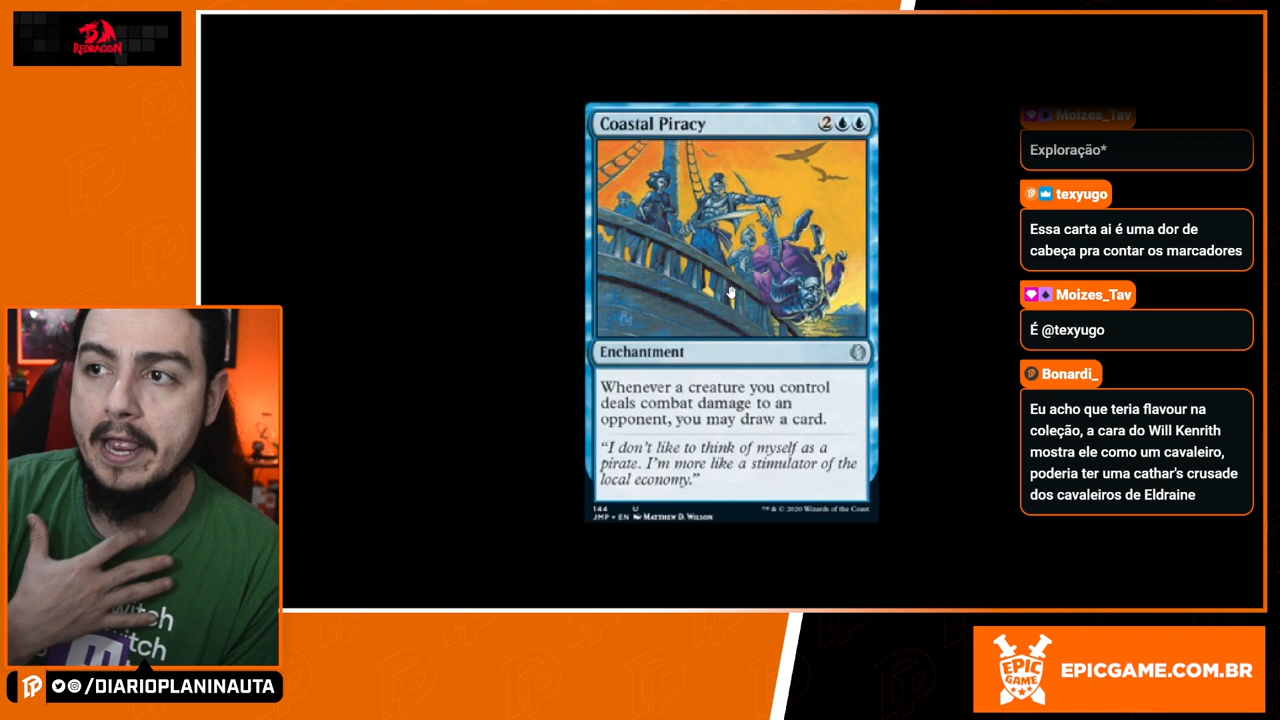 REDRAGON
Coastal Piracy
2
Enchantment
Whenever a creature you control
deals combat damage to an
opponent, you may draw a card.
“I don’t like to think of myself as a
pirate. I’m more like a stimulator of the
local economy.”
144 U
JMP • EN Matthew D. Wilson
™ & © 2020 Wizards of the Coast
Moizes_Tav
Exploração*
texyugo
Essa carta ai é uma dor de
cabeça pra contar os marcadores
Moizes_Tav
É @texyugo
Bonardi_
Eu acho que teria flavour na
coleção, a cara do Will Kenrith
mostra ele como um cavaleiro,
poderia ter uma cathar's crusade
dos cavaleiros de Eldraine
witch
witch
/DIARIOPLANINAUTA
EPIC
GAME
EPICGAME.COM.BR